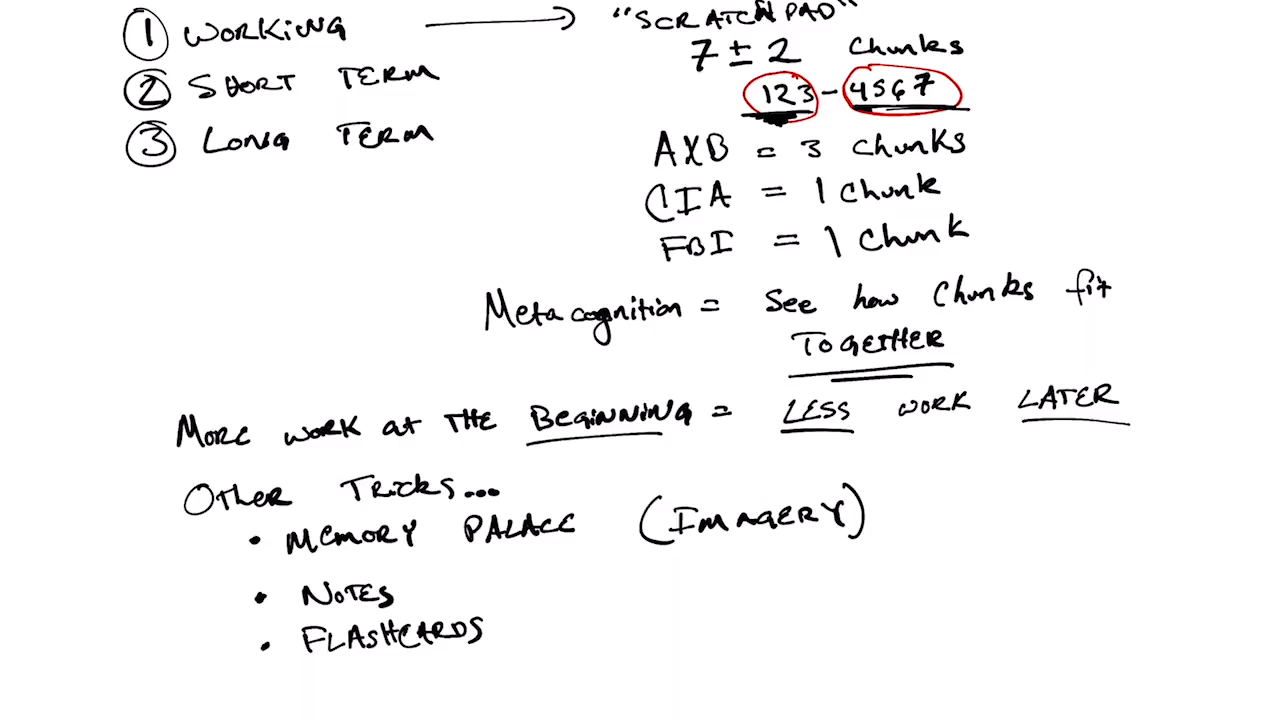 ① WORKING → "SCRATCH PAD"
7 ± 2 Chunks
② SHORT TERM
123 - 4567
③ LONG TERM
AXB = 3 Chunks
CIA = 1 Chunk
FBI = 1 Chunk
Metacognition = See how Chunks fit
TOGETHER
MORE WORK at THE BEGINNING = LESS WORK LATER
Other Tricks...
• MEMORY PALACE (IMAGERY)
• NOTES
• FLASHCARDS